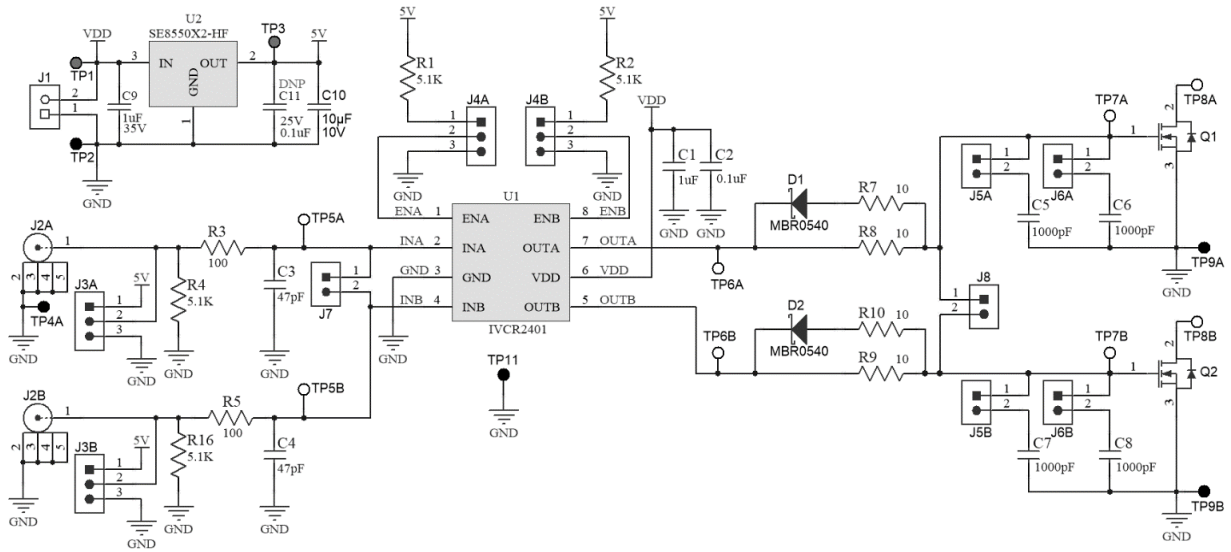 U2
SE8550X2-HF
VDD
TP3
5V
3
IN
OUT
2
GND
1
TP1
J1
2
1
C9
1uF
35V
DNP
C11
25V
0.1uF
C10
10µF
10V
TP2
GND
5V
R1
5.1K
J4A
1
2
3
GND
5V
R2
5.1K
J4B
1
2
3
GND
VDD
C1
1uF
C2
0.1uF
GND
GND
U1
ENA
1
ENA
ENB
8
ENB
INA
2
INA
OUTA
7
OUTA
GND
3
GND
VDD
6
VDD
INB
4
INB
OUTB
5
OUTB
IVCR2401
GND
TP11
GND
J2A
1
2
3
4
5
TP4A
GND
J3A
5V
1
2
3
GND
R4
5.1K
GND
R3
100
C3
47pF
GND
TP5A
J7
1
2
J2B
1
2
3
4
5
GND
J3B
5V
1
2
3
GND
R16
5.1K
GND
R5
100
C4
47pF
GND
TP5B
TP6A
D1
MBR0540
R7
10
R8
10
TP6B
D2
MBR0540
R10
10
R9
10
J8
1
2
J5A
1
2
C5
1000pF
J6A
1
2
C6
1000pF
TP7A
1
2
3
Q1
TP8A
TP9A
GND
J5B
1
2
C7
1000pF
J6B
1
2
C8
1000pF
TP7B
1
2
3
Q2
TP8B
TP9B
GND